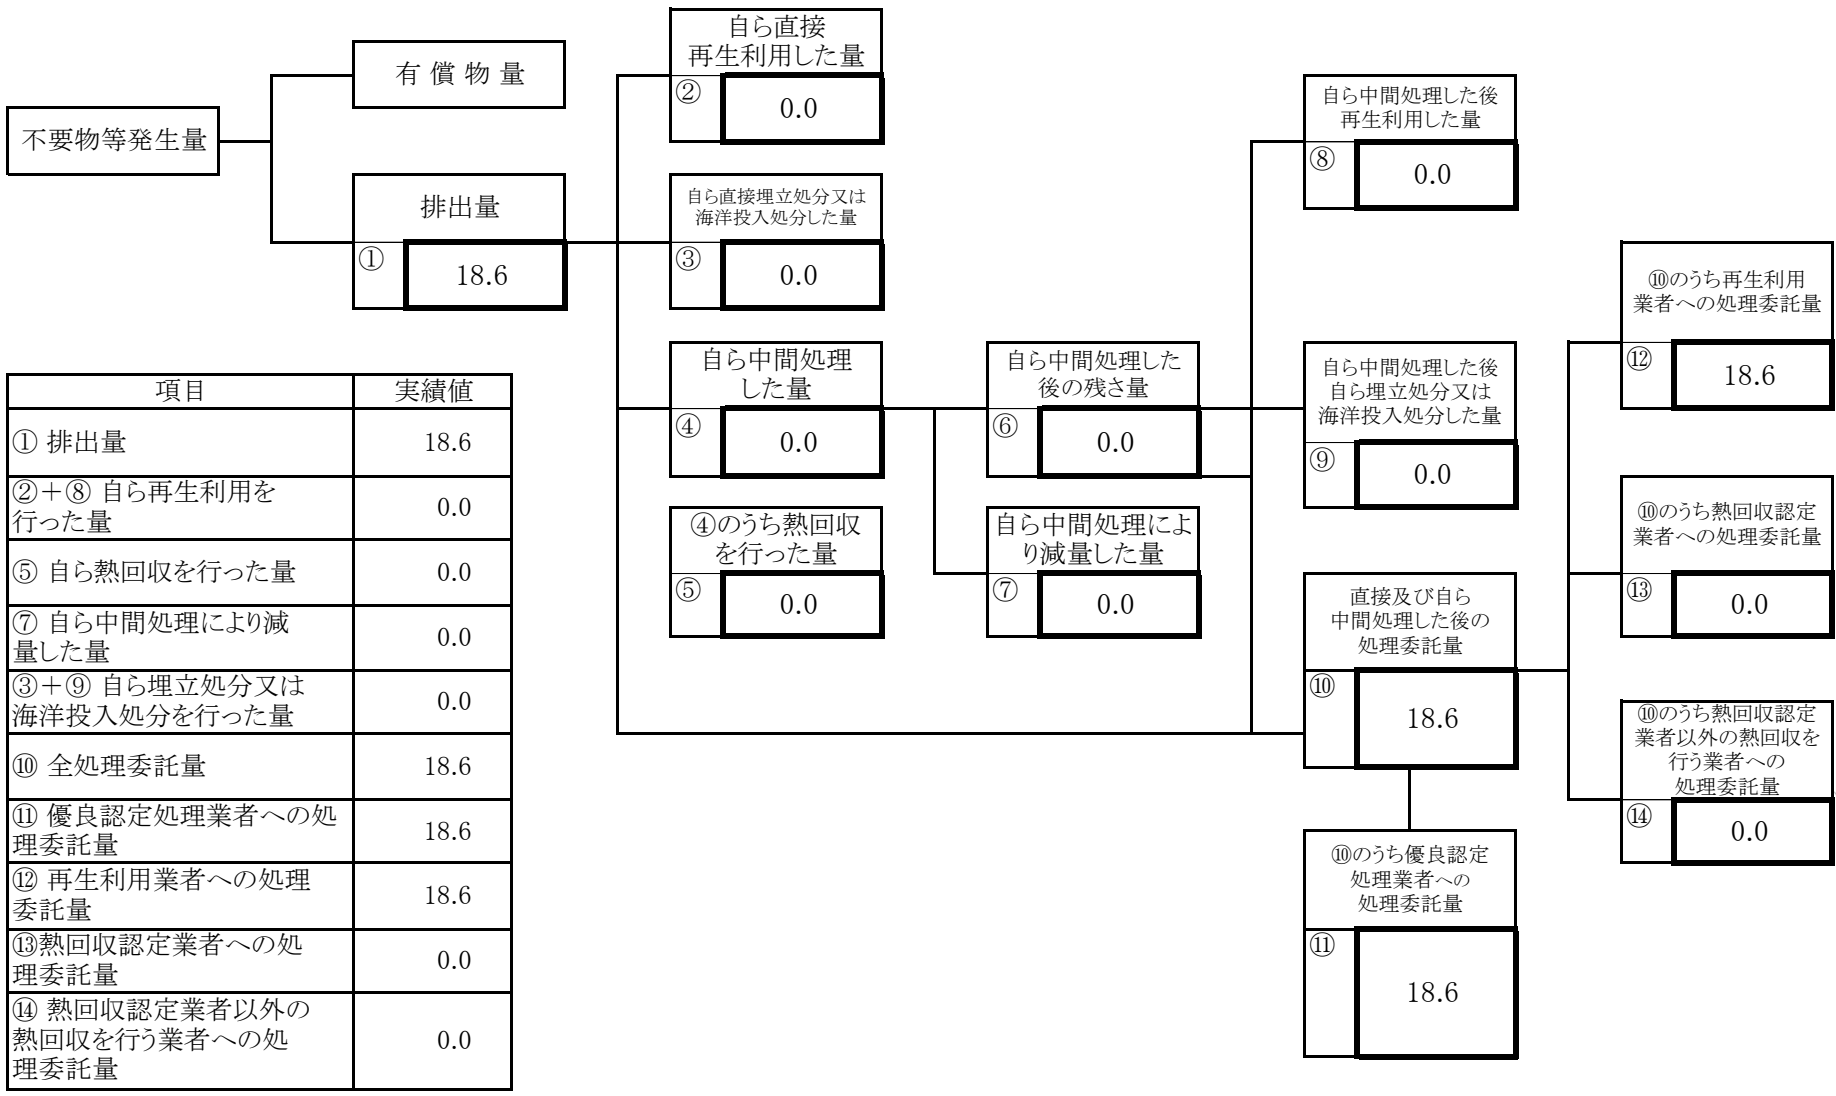 不要物等発生量
有 償 物 量
排出量
①
18.6
自ら直接
再生利用した量
②
0.0
自ら直接埋立処分又は
海洋投入処分した量
③
0.0
自ら中間処理
した量
④
0.0
④のうち熱回収
を行った量
⑤
0.0
自ら中間処理した
後の残さ量
⑥
0.0
自ら中間処理によ
り減量した量
⑦
0.0
自ら中間処理した後
再生利用した量
⑧
0.0
自ら中間処理した後
自ら埋立処分又は
海洋投入処分した量
⑨
0.0
直接及び自ら
中間処理した後の
処理委託量
⑩
18.6
⑩のうち優良認定
処理業者への
処理委託量
⑪
18.6
⑩のうち再生利用
業者への処理委託量
⑫
18.6
⑩のうち熱回収認定
業者への処理委託量
⑬
0.0
⑩のうち熱回収認定
業者以外の熱回収を
行う業者への
処理委託量
⑭
0.0
項目 実績値
① 排出量 18.6
②＋⑧ 自ら再生利用を
行った量 0.0
⑤ 自ら熱回収を行った量 0.0
⑦ 自ら中間処理により減
量した量 0.0
③＋⑨ 自ら埋立処分又は
海洋投入処分を行った量 0.0
⑩ 全処理委託量 18.6
⑪ 優良認定処理業者への処
理委託量 18.6
⑫ 再生利用業者への処理
委託量 18.6
⑬熱回収認定業者への処
理委託量 0.0
⑭ 熱回収認定業者以外の
熱回収を行う業者への処
理委託量 0.0